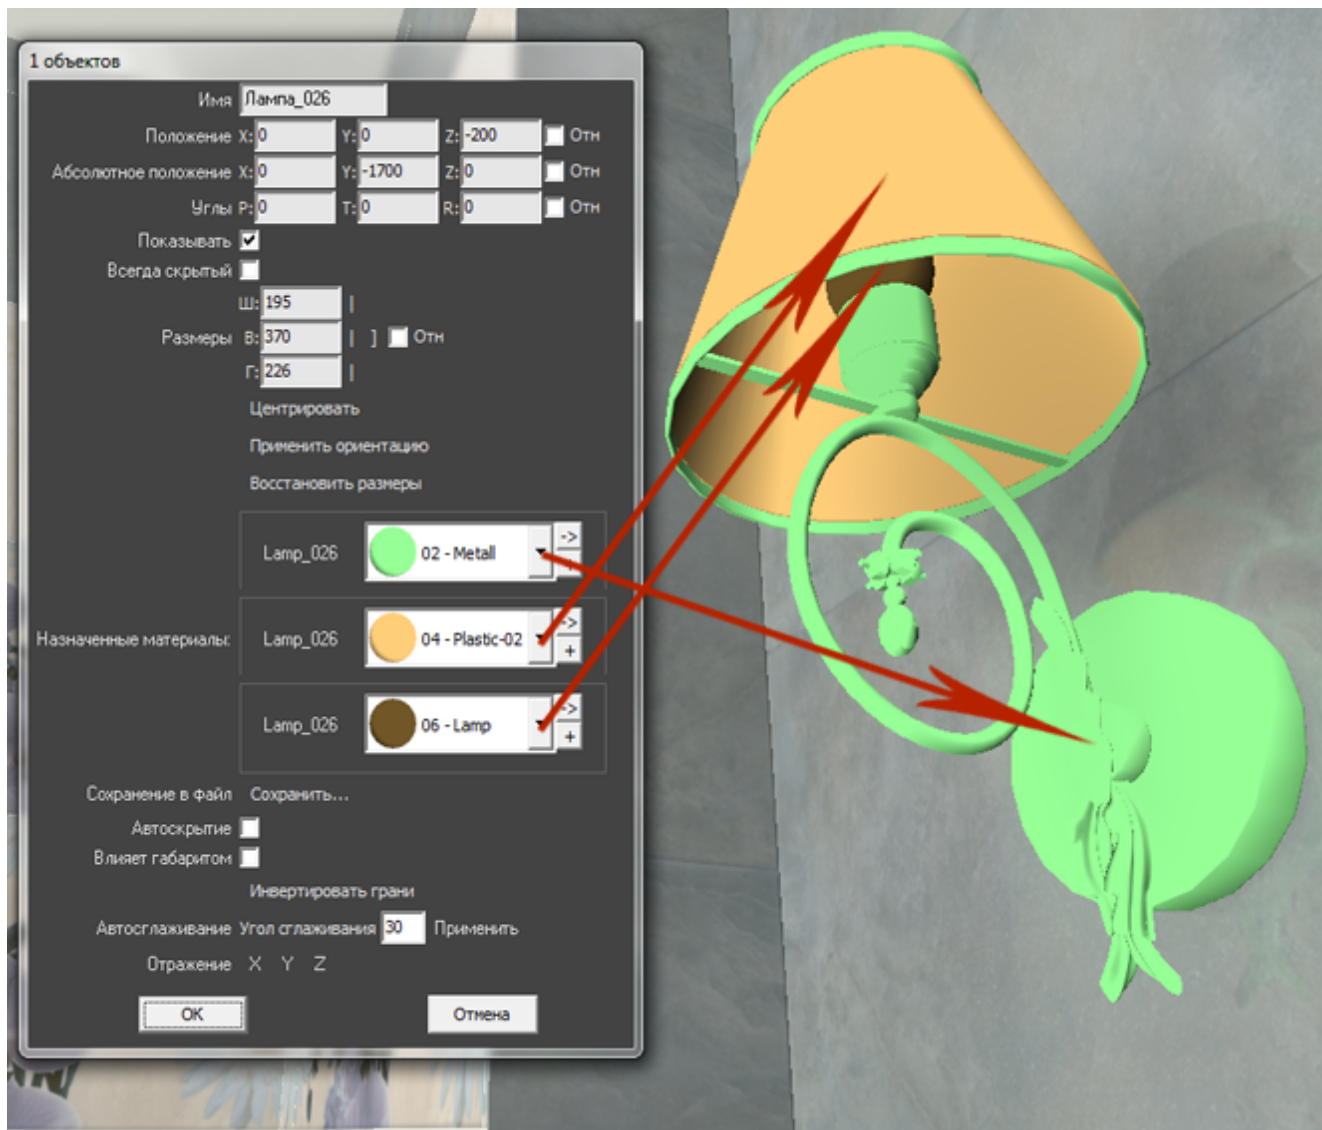 1 объектов
Имя Лампа_026
Положение X: 0 Y: 0 Z: -200 Отн
Абсолютное положение X: 0 Y: -1700 Z: 0 Отн
Углы P: 0 T: 0 R: 0 Отн
Показывать
Всегда скрытый
Ш: 195 |
Размеры В: 370 | ] Отн
Г: 226 |
Центрировать
Применить ориентацию
Восстановить размеры
Lamp_026 02 - Metall -> +
Назначенные материалы: Lamp_026 04 - Plastic-02 -> +
Lamp_026 06 - Lamp -> +
Сохранение в файл Сохранить...
Автоскрытие
Влияет габаритом
Инвертировать грани
Автосглаживание Угол сглаживания 30 Применить
Отражение X Y Z
OK Отмена